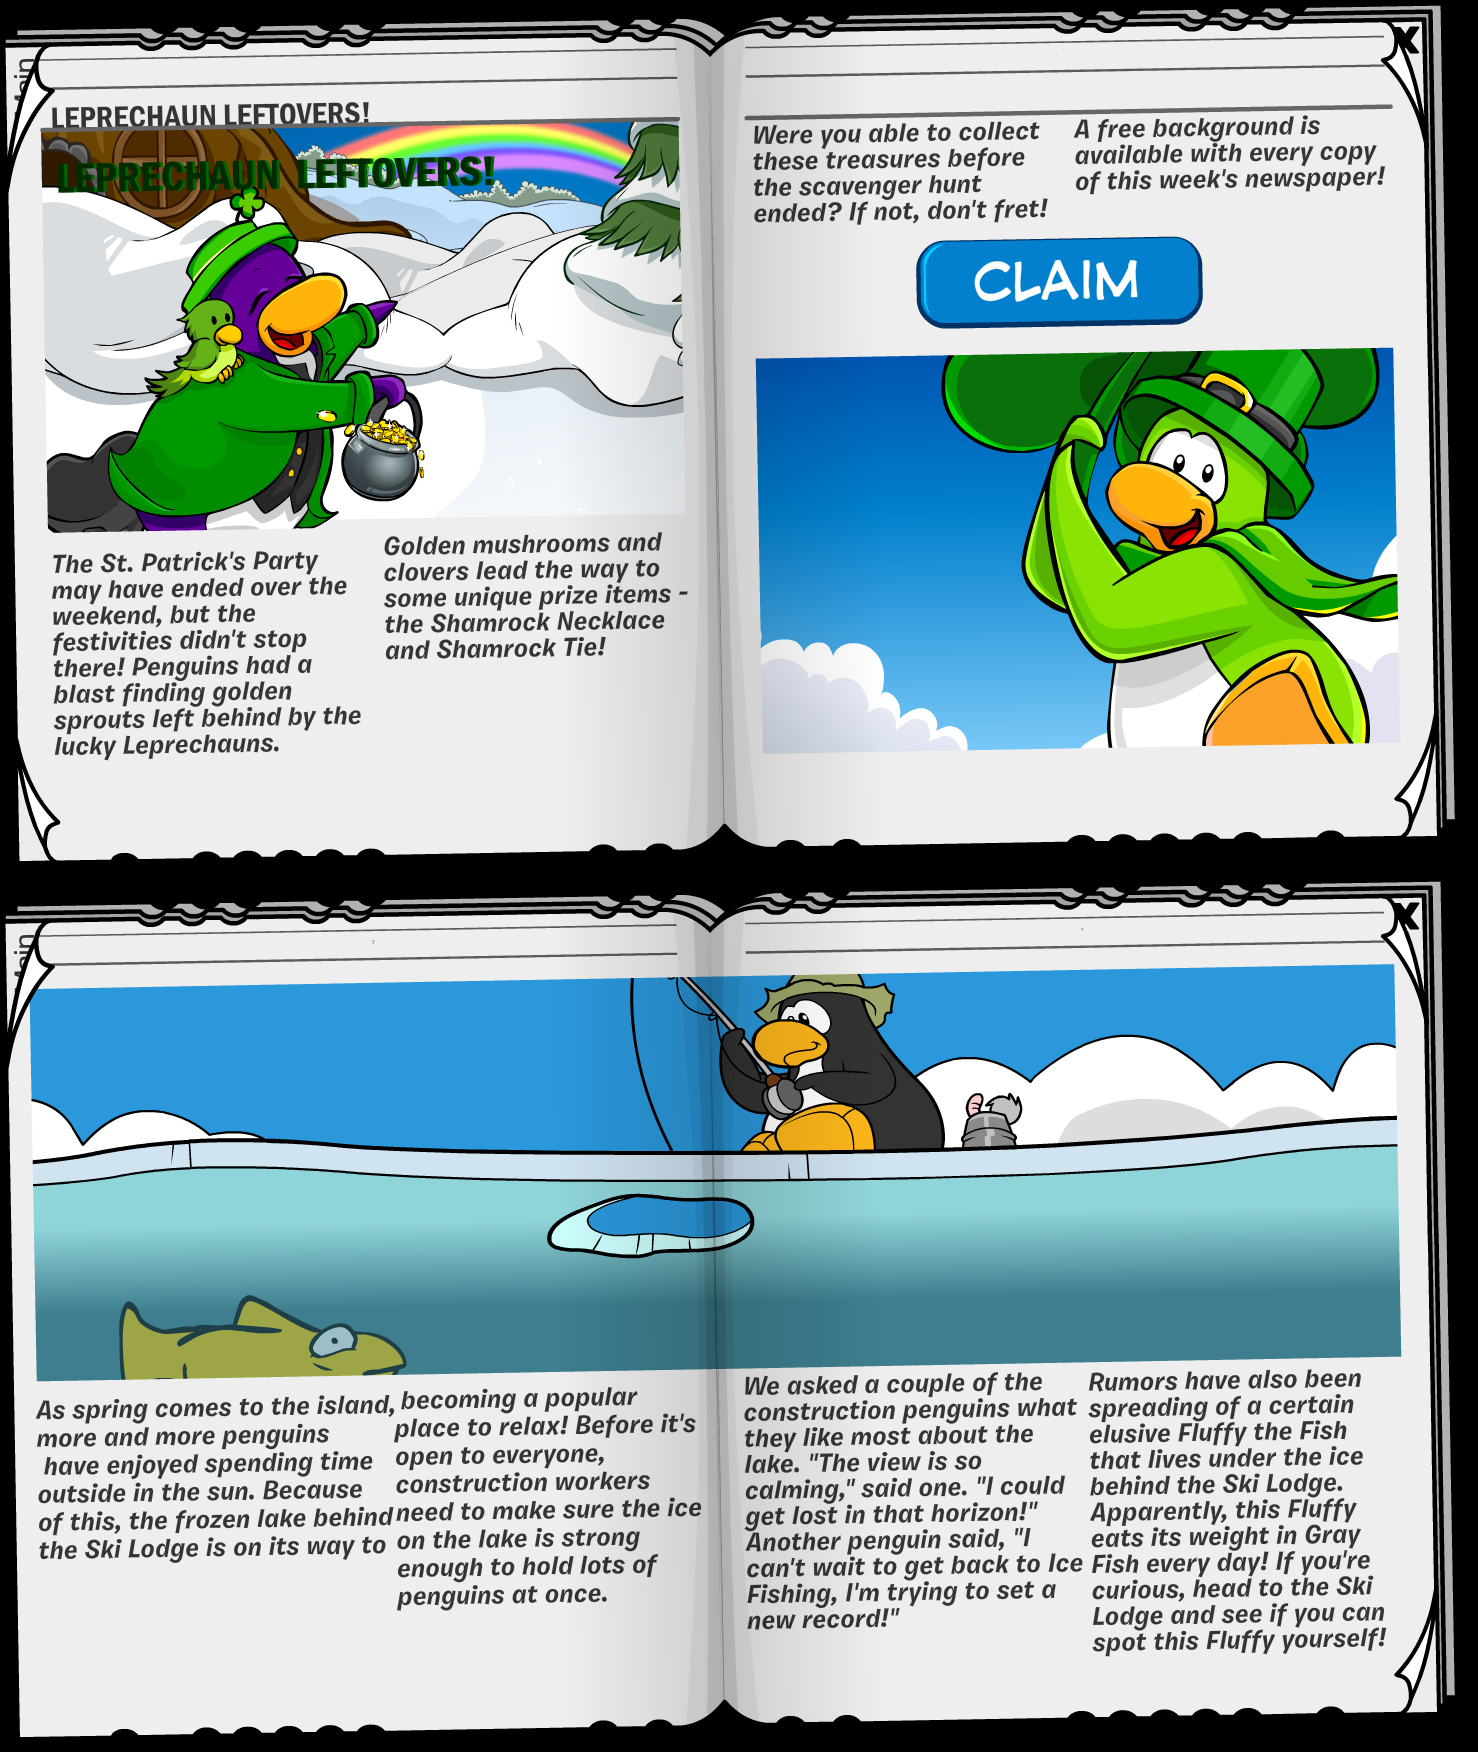 LEPRECHAUN LEFTOVERS!
LEPRECHAUN LEFTOVERS!
The St. Patrick's Party
may have ended over the
weekend, but the
festivities didn't stop
there! Penguins had a
blast finding golden
sprouts left behind by the
lucky Leprechauns.
Golden mushrooms and
clovers lead the way to
some unique prize items -
the Shamrock Necklace
and Shamrock Tie!
Were you able to collect
these treasures before
the scavenger hunt
ended? If not, don't fret!
A free background is
available with every copy
of this week's newspaper!
CLAIM
X
X
As spring comes to the island,
more and more penguins
have enjoyed spending time
outside in the sun. Because
of this, the frozen lake behind
the Ski Lodge is on its way to
becoming a popular
place to relax! Before it's
open to everyone,
construction workers
need to make sure the ice
on the lake is strong
enough to hold lots of
penguins at once.
We asked a couple of the
construction penguins what
they like most about the
lake. "The view is so
calming," said one. "I could
get lost in that horizon!"
Another penguin said, "I
can't wait to get back to Ice
Fishing, I'm trying to set a
new record!"
Rumors have also been
spreading of a certain
elusive Fluffy the Fish
that lives under the ice
behind the Ski Lodge.
Apparently, this Fluffy
eats its weight in Gray
Fish every day! If you're
curious, head to the Ski
Lodge and see if you can
spot this Fluffy yourself!